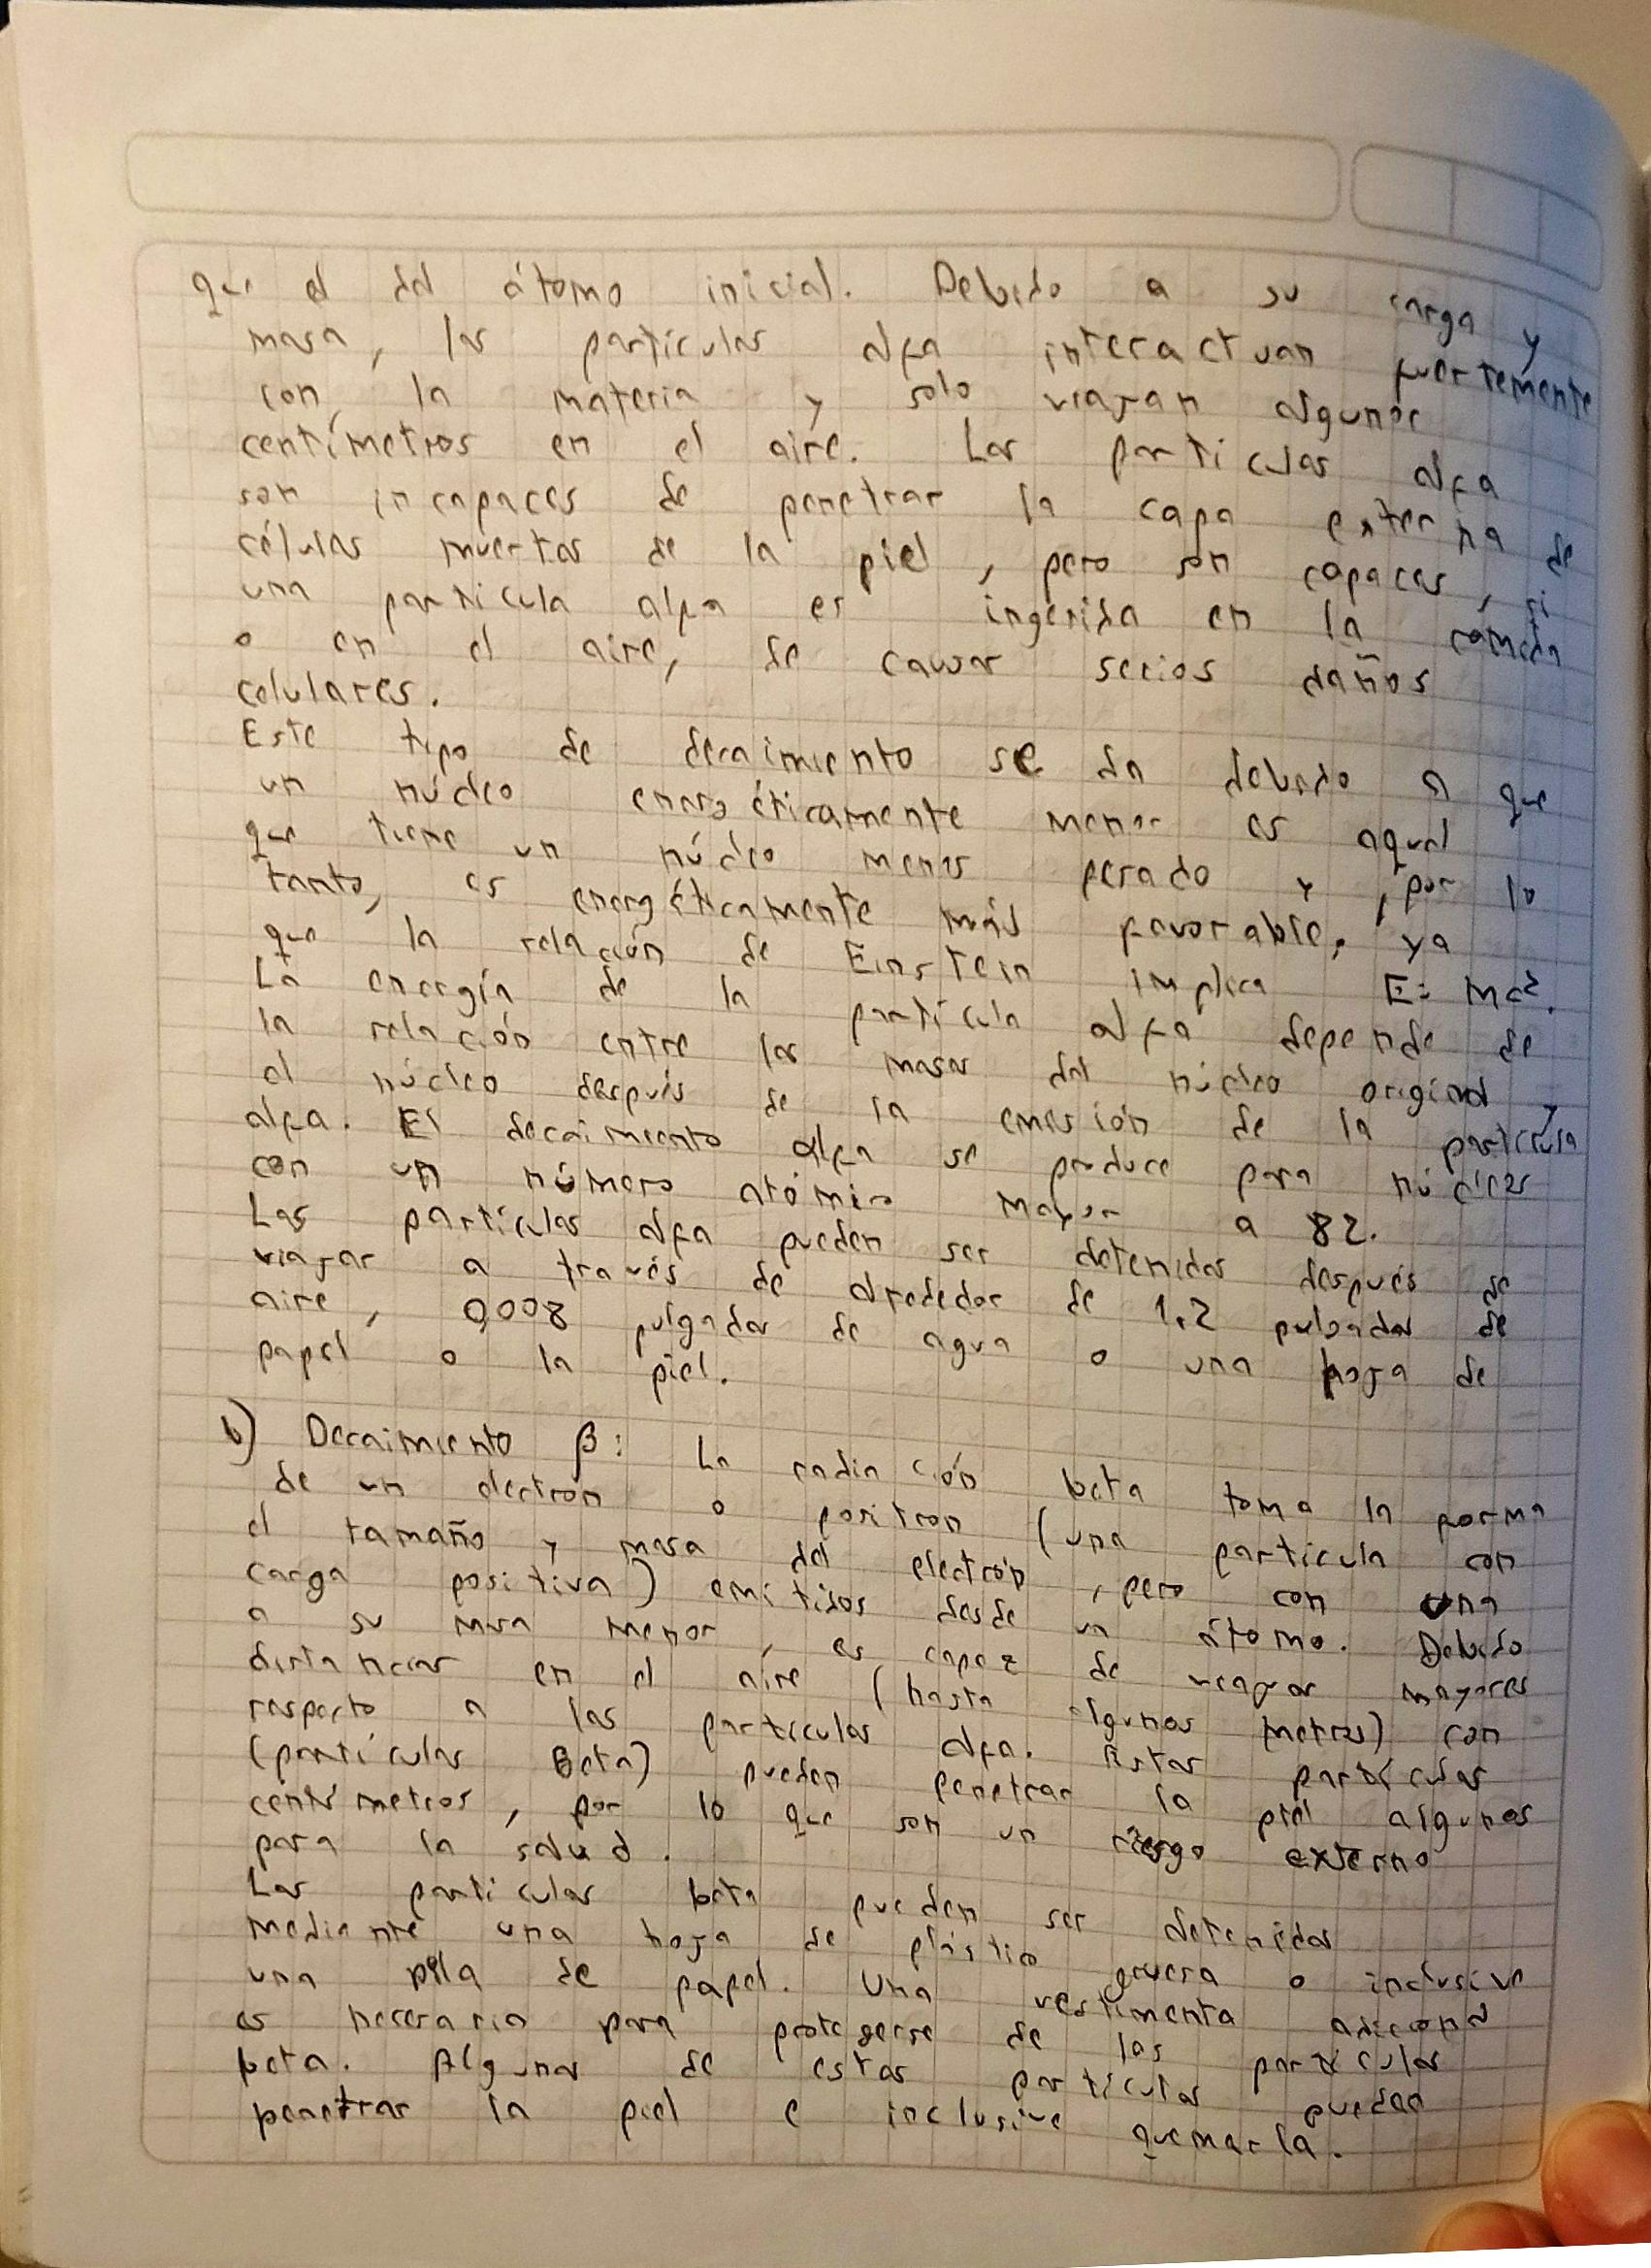 que el del átomo inicial. Debido a su carga y
masa, las partículas alfa interactuan fuertemente
con la materia y solo viajan algunos
centímetros en el aire. Las partículas alfa
son incapaces de penetrar la capa externa de
células muertas de la piel, pero son capaces, si
una partícula alfa es ingerida en la comida
o en el aire, de causar serios daños
celulares.
Este tipo de decaimiento se da debido a que
un núcleo energéticamente menor es aquel
que tiene un núcleo menos pesado y, por lo
tanto, es energéticamente más favorable, ya
que la relación de Einstein implica E= mc².
La energía de la partícula alfa depende de
la relación entre las masas del núcleo original y
el núcleo después de la emisión de la partícula
alfa. El decaimiento alfa se produce para núcleos
con un número atómico mayor a 82.
Las partículas alfa pueden ser detenidas después de
viajar a través de alrededor de 1,2 pulgadas de
aire, 0,008 pulgadas de agua o una hoja de
papel o la piel.
b) Decaimiento β: La radiación beta toma la forma
de un electrón o positron (una partícula con
el tamaño y masa del electrón, pero con una
carga positiva) emitidos desde un átomo. Debido
a su masa menor, es capaz de viajar mayores
distancias en el aire (hasta algunos metros) con
respecto a las partículas alfa. Estas partículas
(partículas Beta) pueden penetrar la piel algunos
centímetros, por lo que son un riesgo externo
para la salud.
Las partículas beta pueden ser detenidas
mediante una hoja de plástico gruesa o inclusive
una pila de papel. Una vestimenta adicional
es necesaria para protegerse de las partículas
beta. Algunas de estas partículas pueden
penetrar la piel e inclusive quemarla.